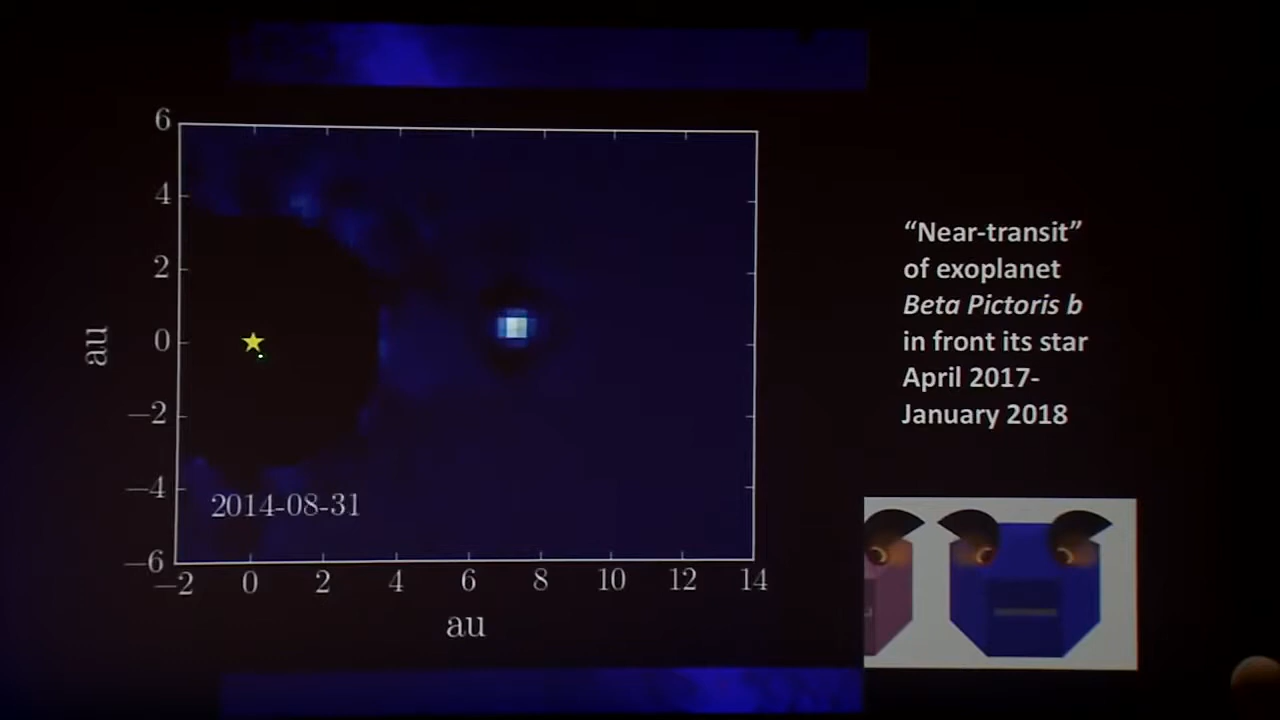 6
4
2
0
−2
−4
−6
au
2014-08-31
−2 0 2 4 6 8 10 12 14
au
“Near-transit”
of exoplanet
Beta Pictoris b
in front its star
April 2017-
January 2018